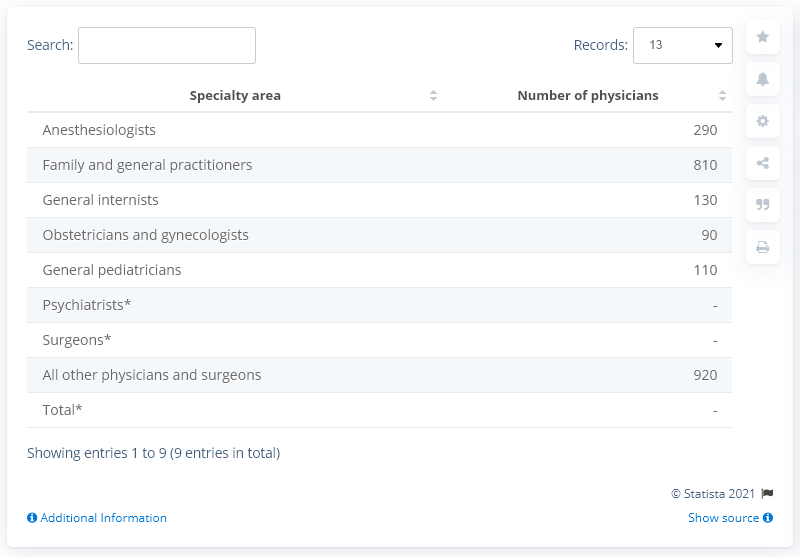 Search:
Records: 13
Specialty area Number of physicians
Anesthesiologists 290
Family and general practitioners 810
General internists 130
Obstetricians and gynecologists 90
General pediatricians 110
Psychiatrists* -
Surgeons* -
All other physicians and surgeons 920
Total* -
Showing entries 1 to 9 (9 entries in total)
© Statista 2021
Additional Information Show source